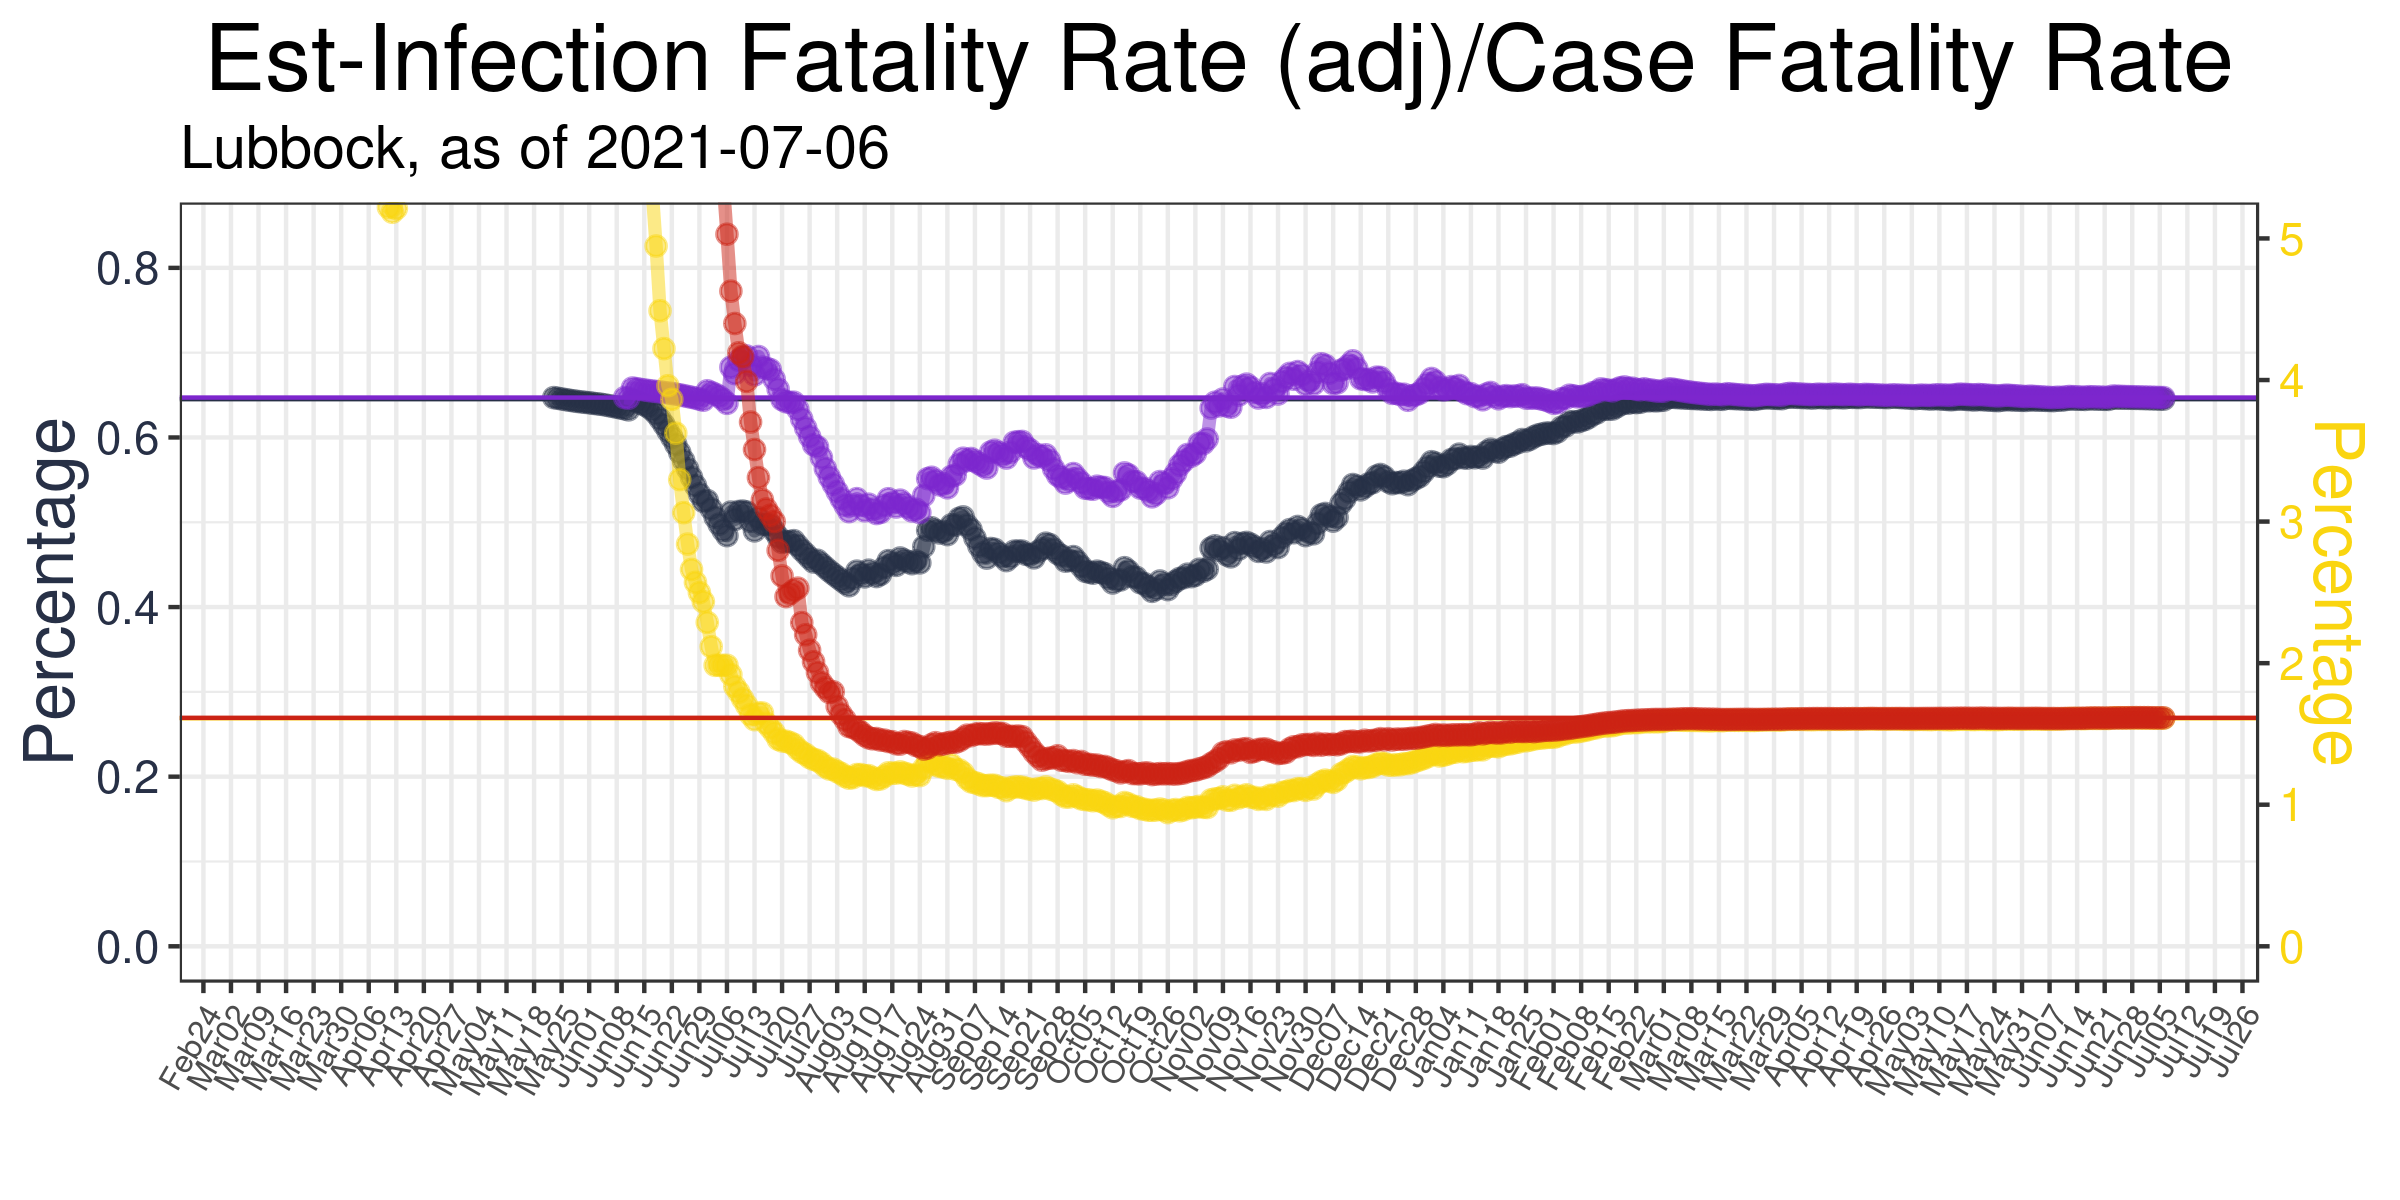 Est-Infection Fatality Rate (adj)/Case Fatality Rate
Lubbock, as of 2021-07-06
Percentage
0.8
0.6
0.4
0.2
0.0
5
4
3
2
1
0
Percentage
Feb24 Mar02 Mar09 Mar16 Mar23 Mar30 Apr06 Apr13 Apr20 Apr27 May04 May11 May18 May25 Jun01 Jun08 Jun15 Jun22 Jun29 Jul06 Jul13 Jul20 Jul27 Aug03 Aug10 Aug17 Aug24 Aug31 Sep07 Sep14 Sep21 Sep28 Oct05 Oct12 Oct19 Oct26 Nov02 Nov09 Nov16 Nov23 Nov30 Dec07 Dec14 Dec21 Dec28 Jan04 Jan11 Jan18 Jan25 Feb01 Feb08 Feb15 Feb22 Mar01 Mar08 Mar15 Mar22 Mar29 Apr05 Apr12 Apr19 Apr26 May03 May10 May17 May24 May31 Jun07 Jun14 Jun21 Jun28 Jul05 Jul12 Jul19 Jul26